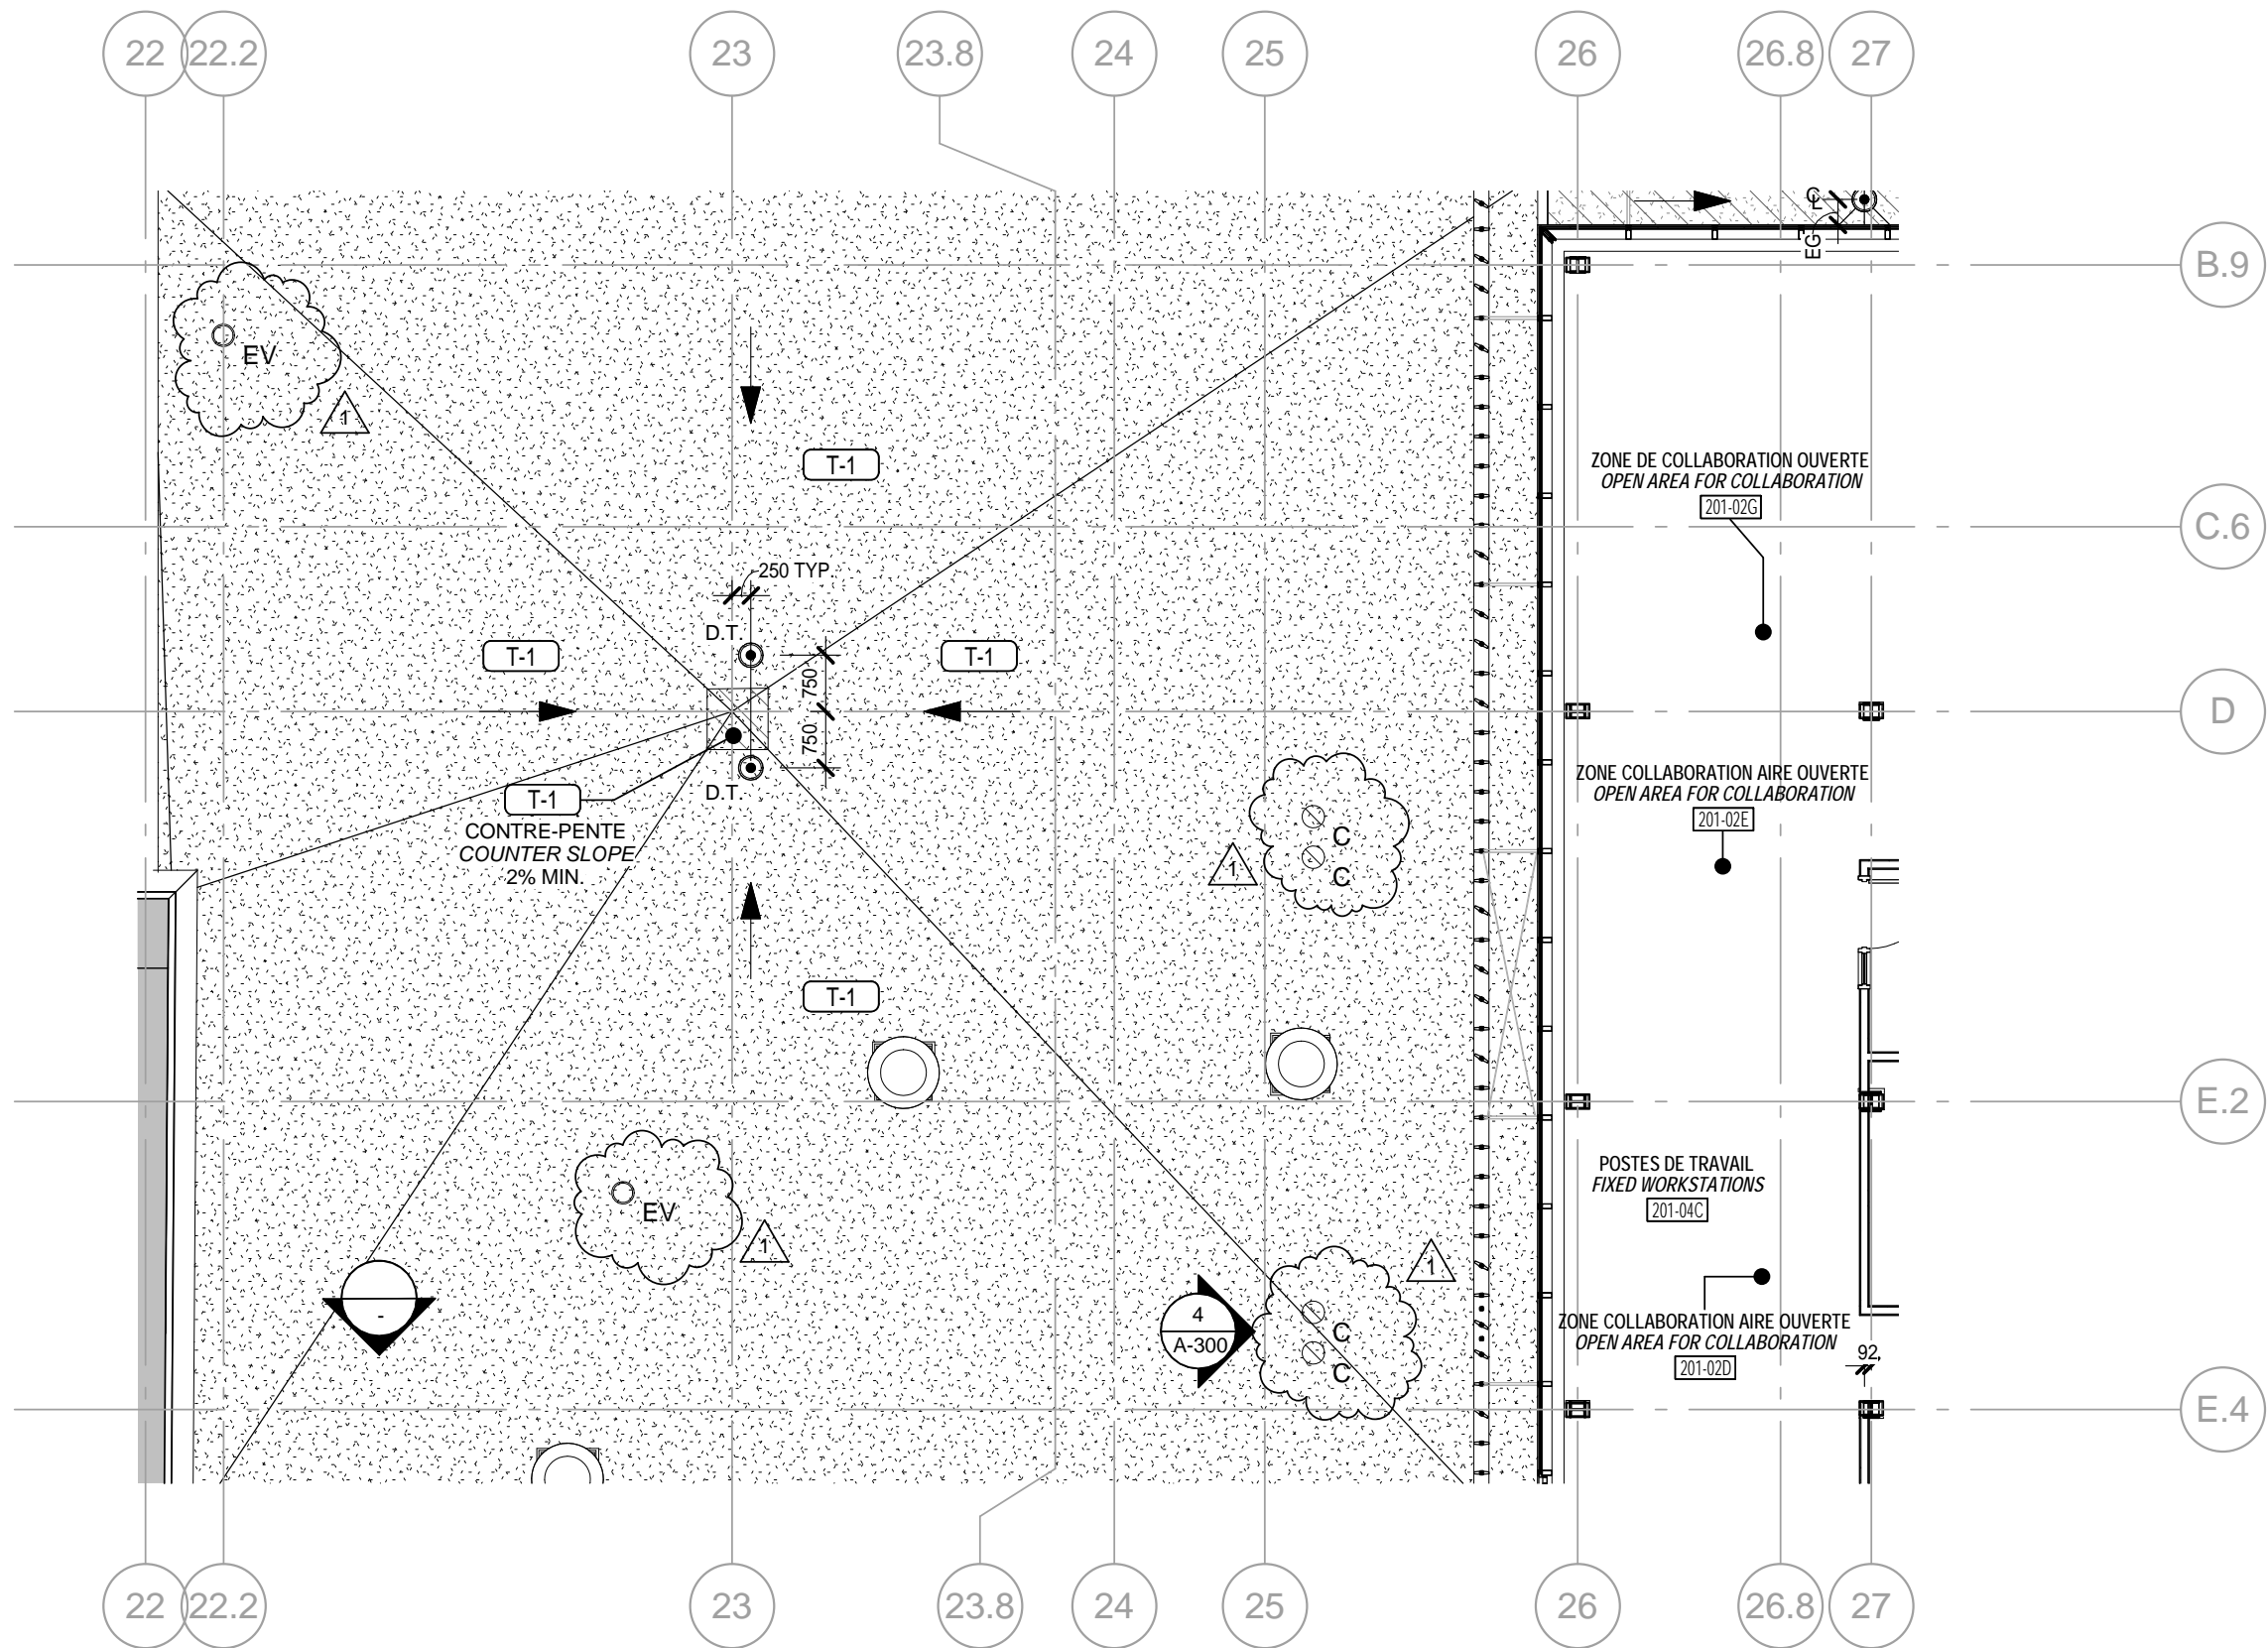 22 22.2 23 23.8 24 25 26 26.8 27
℄
EG
B.9
EV
1
T-1
ZONE DE COLLABORATION OUVERTE
OPEN AREA FOR COLLABORATION
201-02G
C.6
250 TYP
D.T.
T-1
T-1
750
D
750
D.T.
T-1
CONTRE-PENTE
COUNTER SLOPE
2% MIN.
ZONE COLLABORATION AIRE OUVERTE
OPEN AREA FOR COLLABORATION
201-02E
C
C
1
T-1
E.2
POSTES DE TRAVAIL
FIXED WORKSTATIONS
201-04C
EV
1
1
-
4
A-300
C
C
ZONE COLLABORATION AIRE OUVERTE
OPEN AREA FOR COLLABORATION
201-02D
92
E.4
22 22.2 23 23.8 24 25 26 26.8 27